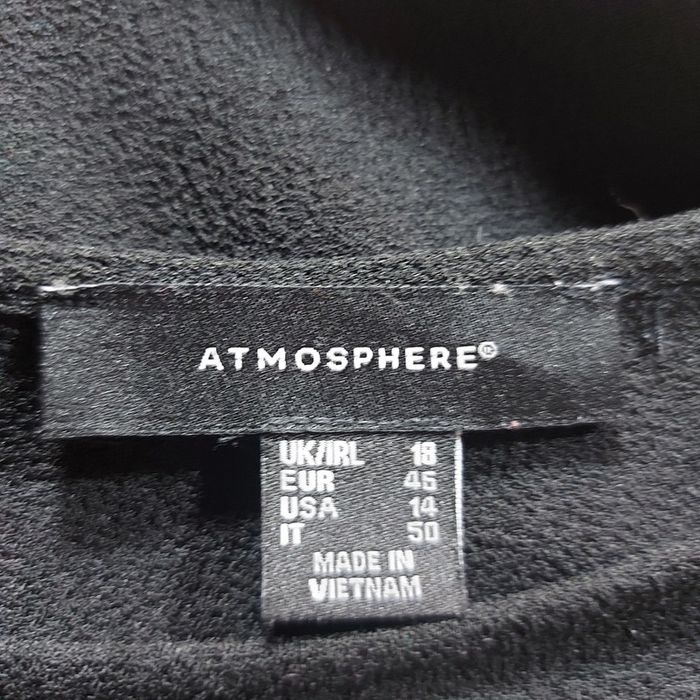 ATMOSPHERE®
UK/IRL 18
EUR 46
USA 14
IT 50
MADE IN
VIETNAM